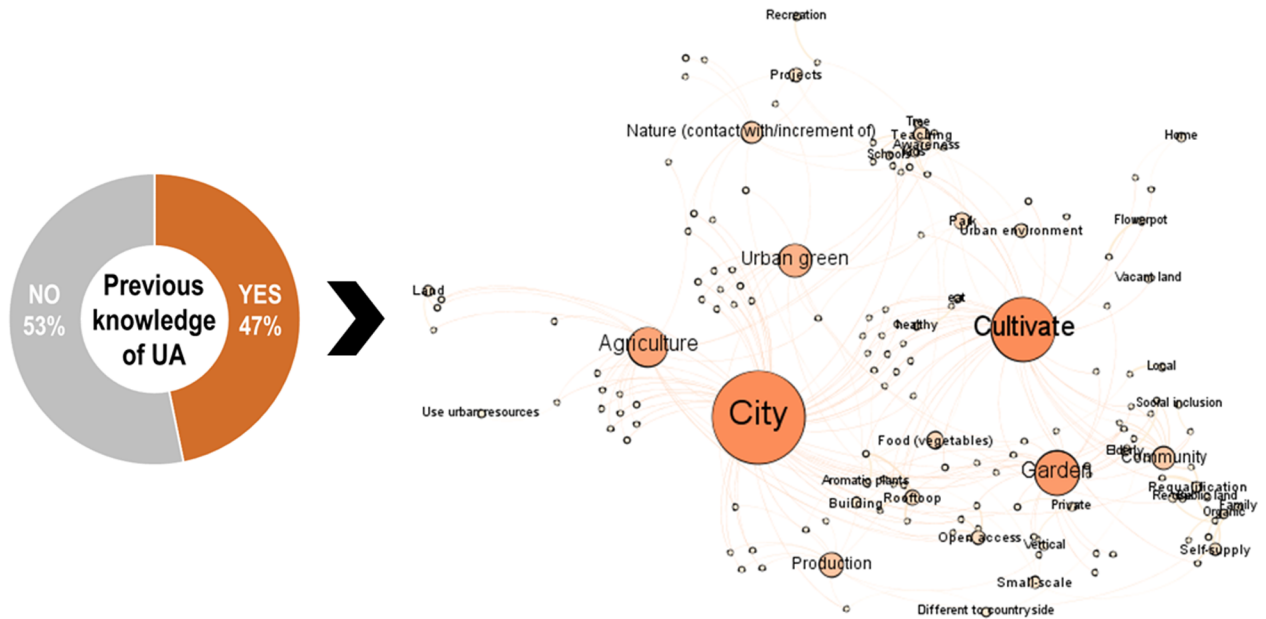 NO
53%
Previous
knowledge
of UA
YES
47%
Recreation
Projects
Nature (contact with/increment of)
Tree
Teaching
Awareness
Schools
Kids
Home
Park
Urban environment
Flowerpot
Urban green
Vacant land
Land
eat
healthy
Cultivate
Agriculture
Local
Use urban resources
City
Social inclusion
Food (vegetables)
Elderly
Community
Garden
Aromatic plants
Building
Rooftoop
Private
Requalification
Public land
Family
Organic
Open access
Vertical
Self-supply
Production
Small-scale
Different to countryside